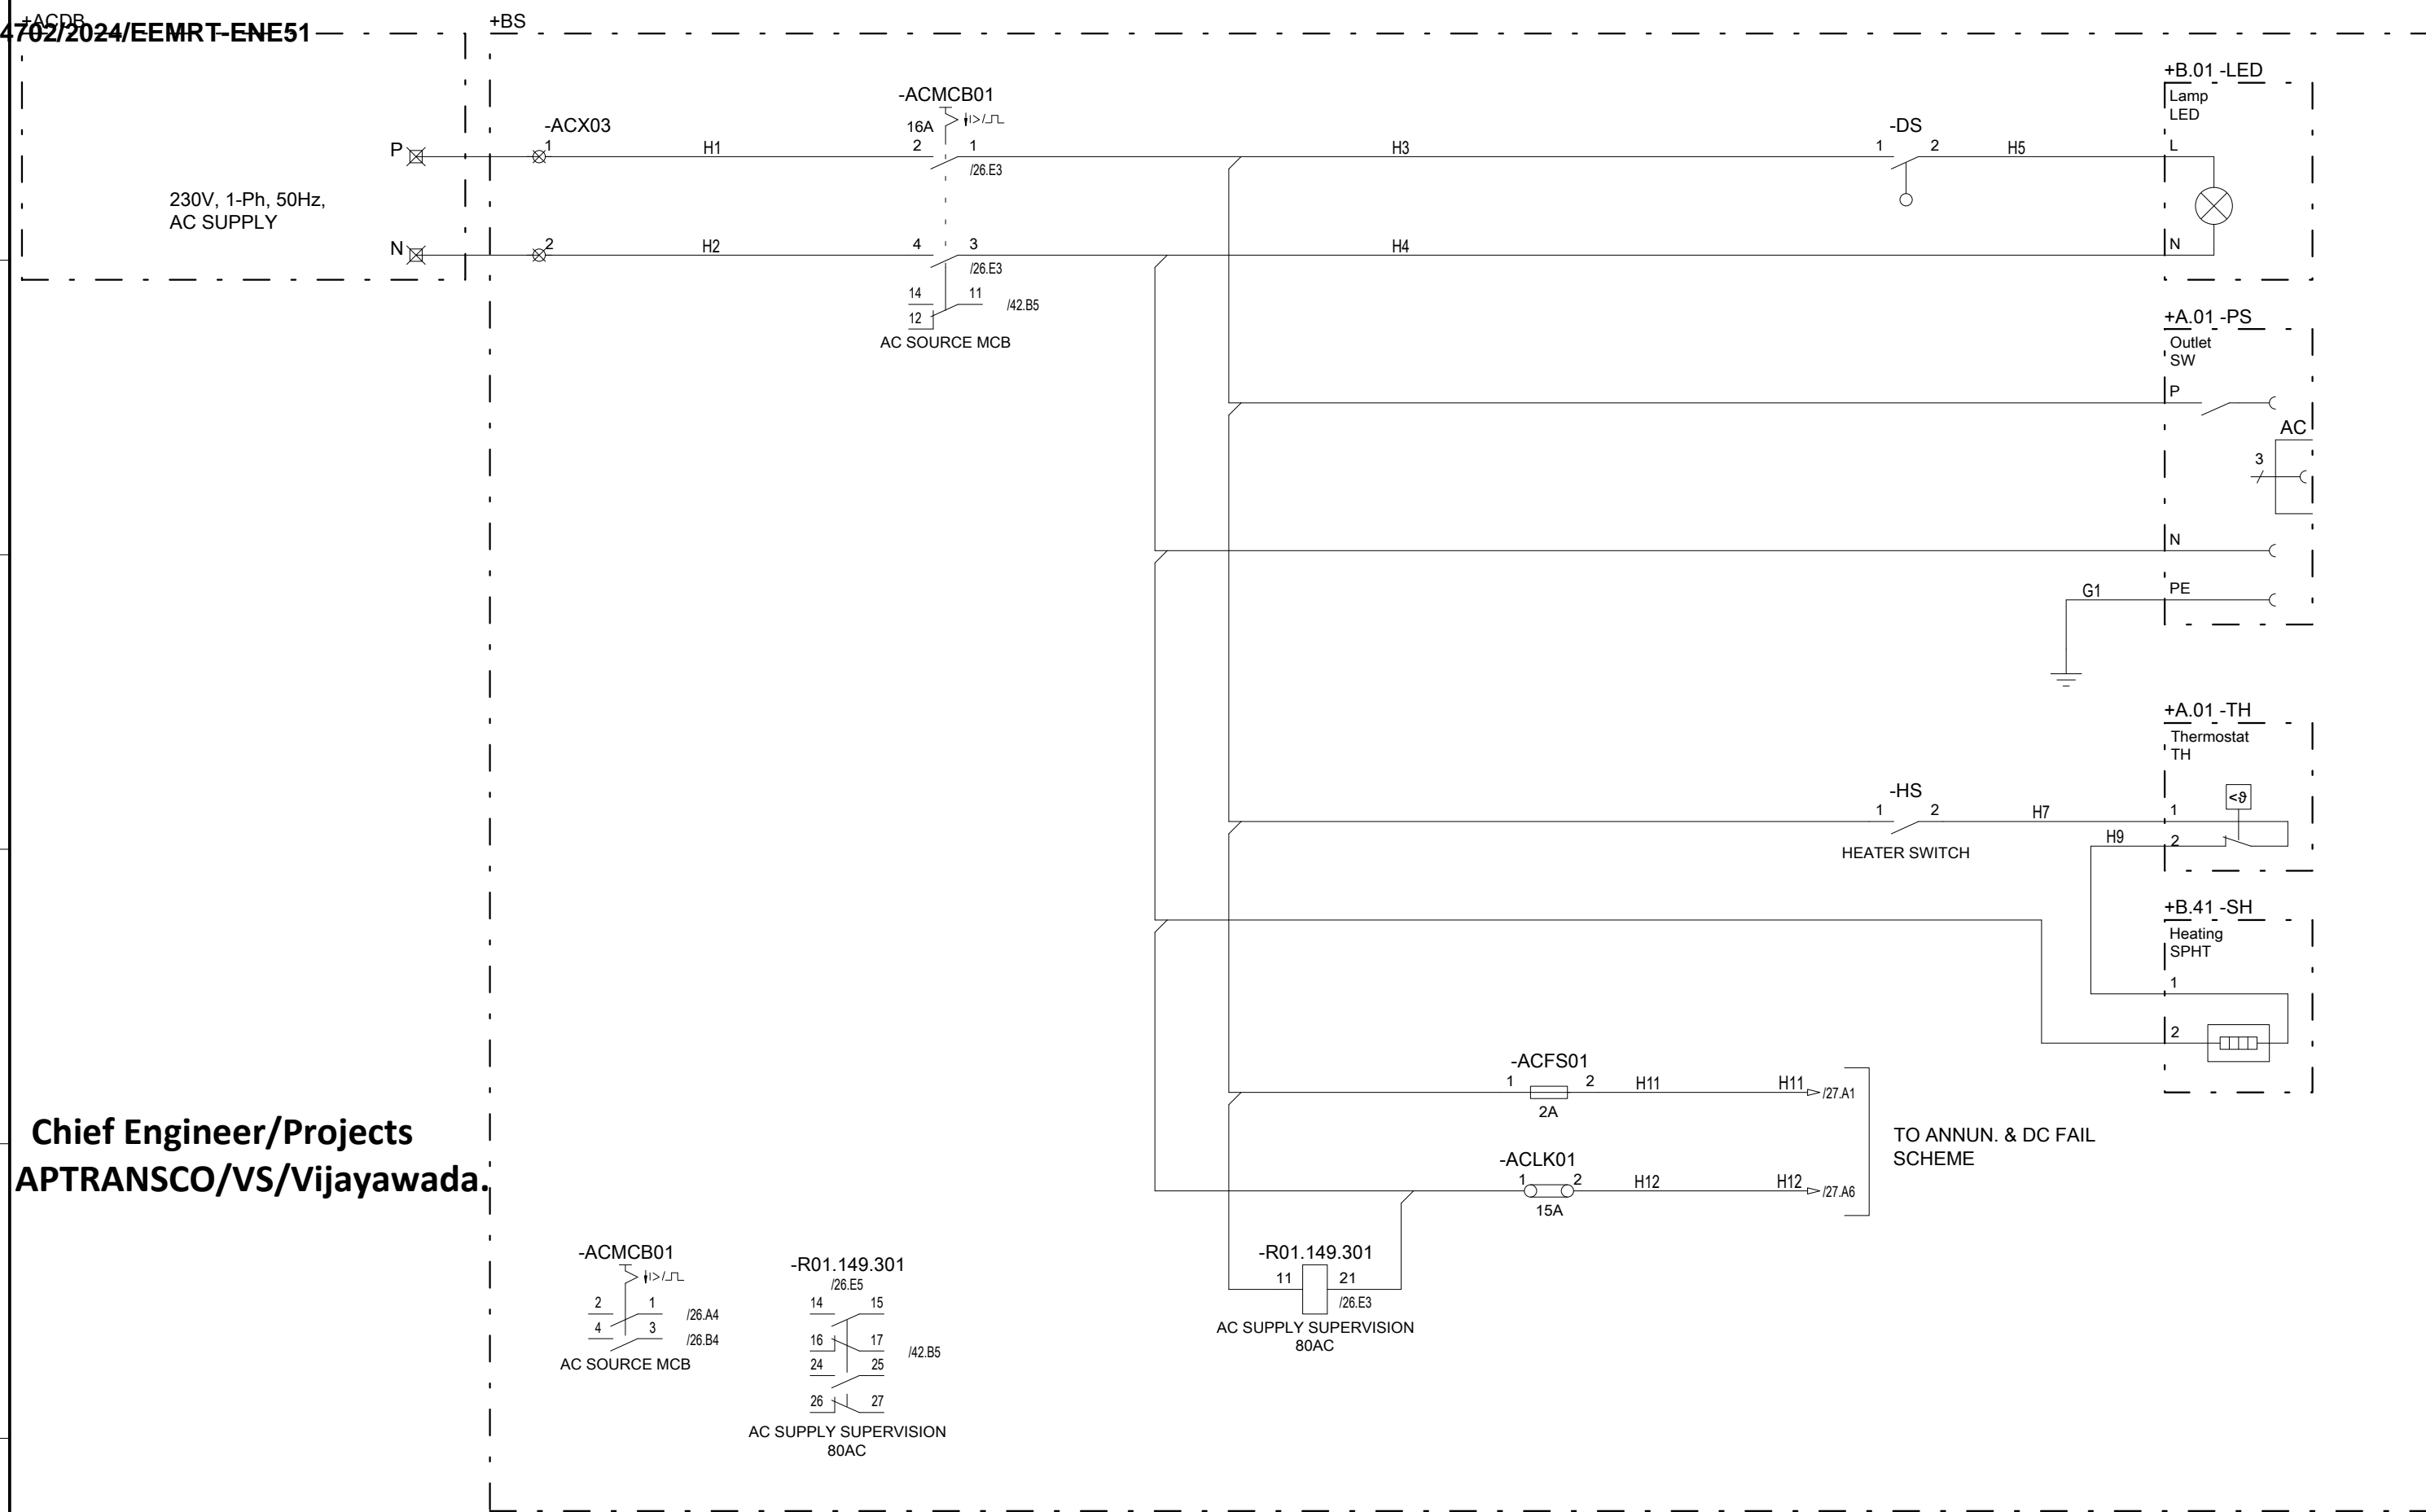 +ACDB
4702/2024/EEMRT-ENE51
+BS
+B.01 -LED
Lamp
LED
-ACMCB01
16A
I>/
-ACX03
-DS
P
1
H1
2
1
/26.E3
H3
1
2
H5
L
230V, 1-Ph, 50Hz,
AC SUPPLY
N
2
H2
4
3
/26.E3
H4
N
14
11
/42.B5
12
AC SOURCE MCB
+A.01 -PS
Outlet
SW
P
AC
3
N
G1
PE
+A.01 -TH
Thermostat
TH
-HS
1
2
H7
1
<ϑ
HEATER SWITCH
H9
2
+B.41 -SH
Heating
SPHT
1
2
-ACFS01
1
2
H11
H11
/27.A1
2A
Chief Engineer/Projects
APTRANSCO/VS/Vijayawada.
TO ANNUN. & DC FAIL
SCHEME
-ACLK01
1
2
H12
H12
/27.A6
15A
-ACMCB01
I>/
2
1
/26.A4
4
3
/26.B4
AC SOURCE MCB
-R01.149.301
/26.E5
14
15
16
17
/42.B5
24
25
26
27
AC SUPPLY SUPERVISION
80AC
-R01.149.301
11
21
/26.E3
AC SUPPLY SUPERVISION
80AC